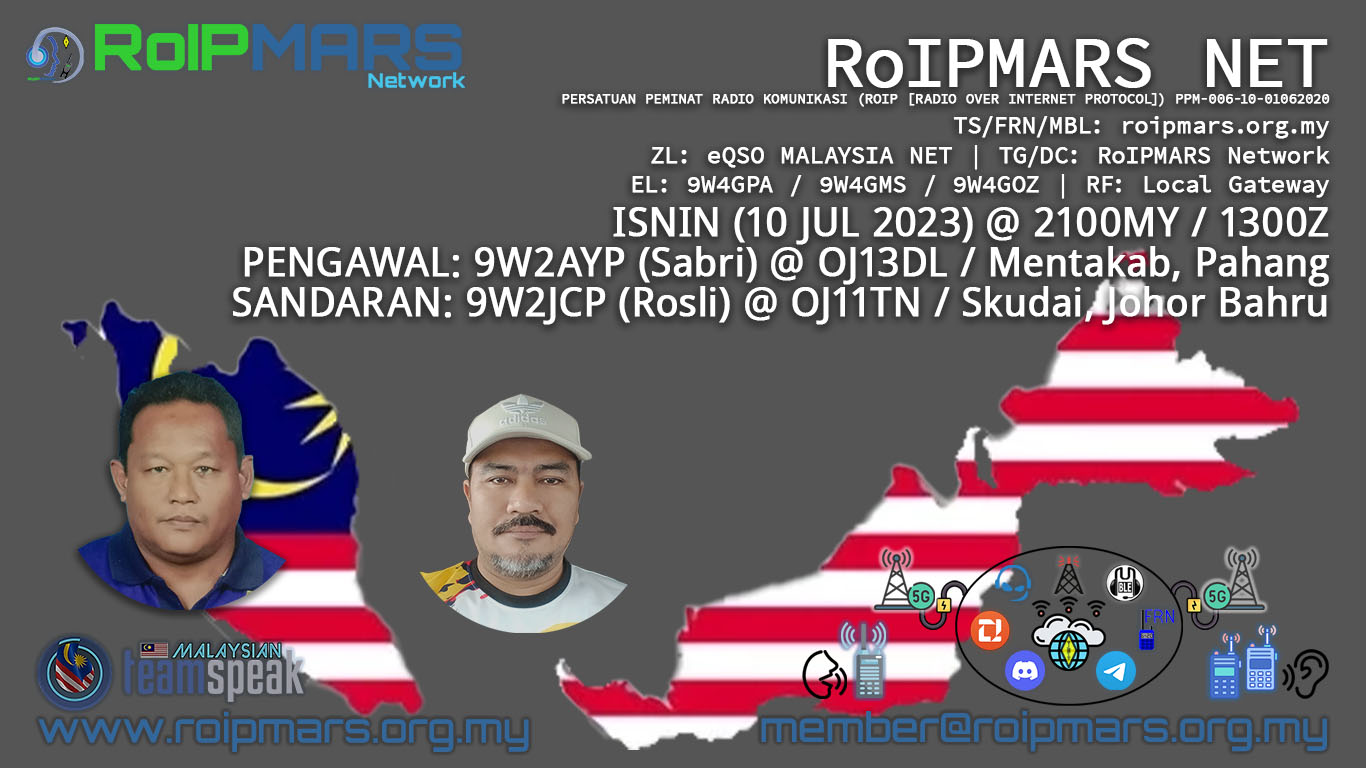 RoIPMARS
Network
RoIPMARS NET
PERSATUAN PEMINAT RADIO KOMUNIKASI (ROIP [RADIO OVER INTERNET PROTOCOL]) PPM-006-10-01062020
TS/FRN/MBL: roipmars.org.my
ZL: eQSO MALAYSIA NET | TG/DC: RoIPMARS Network
EL: 9W4GPA / 9W4GMS / 9W4GOZ | RF: Local Gateway
ISNIN (10 JUL 2023) @ 2100MY / 1300Z
PENGAWAL: 9W2AYP (Sabri) @ OJ13DL / Mentakab, Pahang
SANDARAN: 9W2JCP (Rosli) @ OJ11TN / Skudai, Johor Bahru
adidas
5G
BLE
5G
FRN
MALAYSIAN
teamspeak
www.roipmars.org.my
member@roipmars.org.my